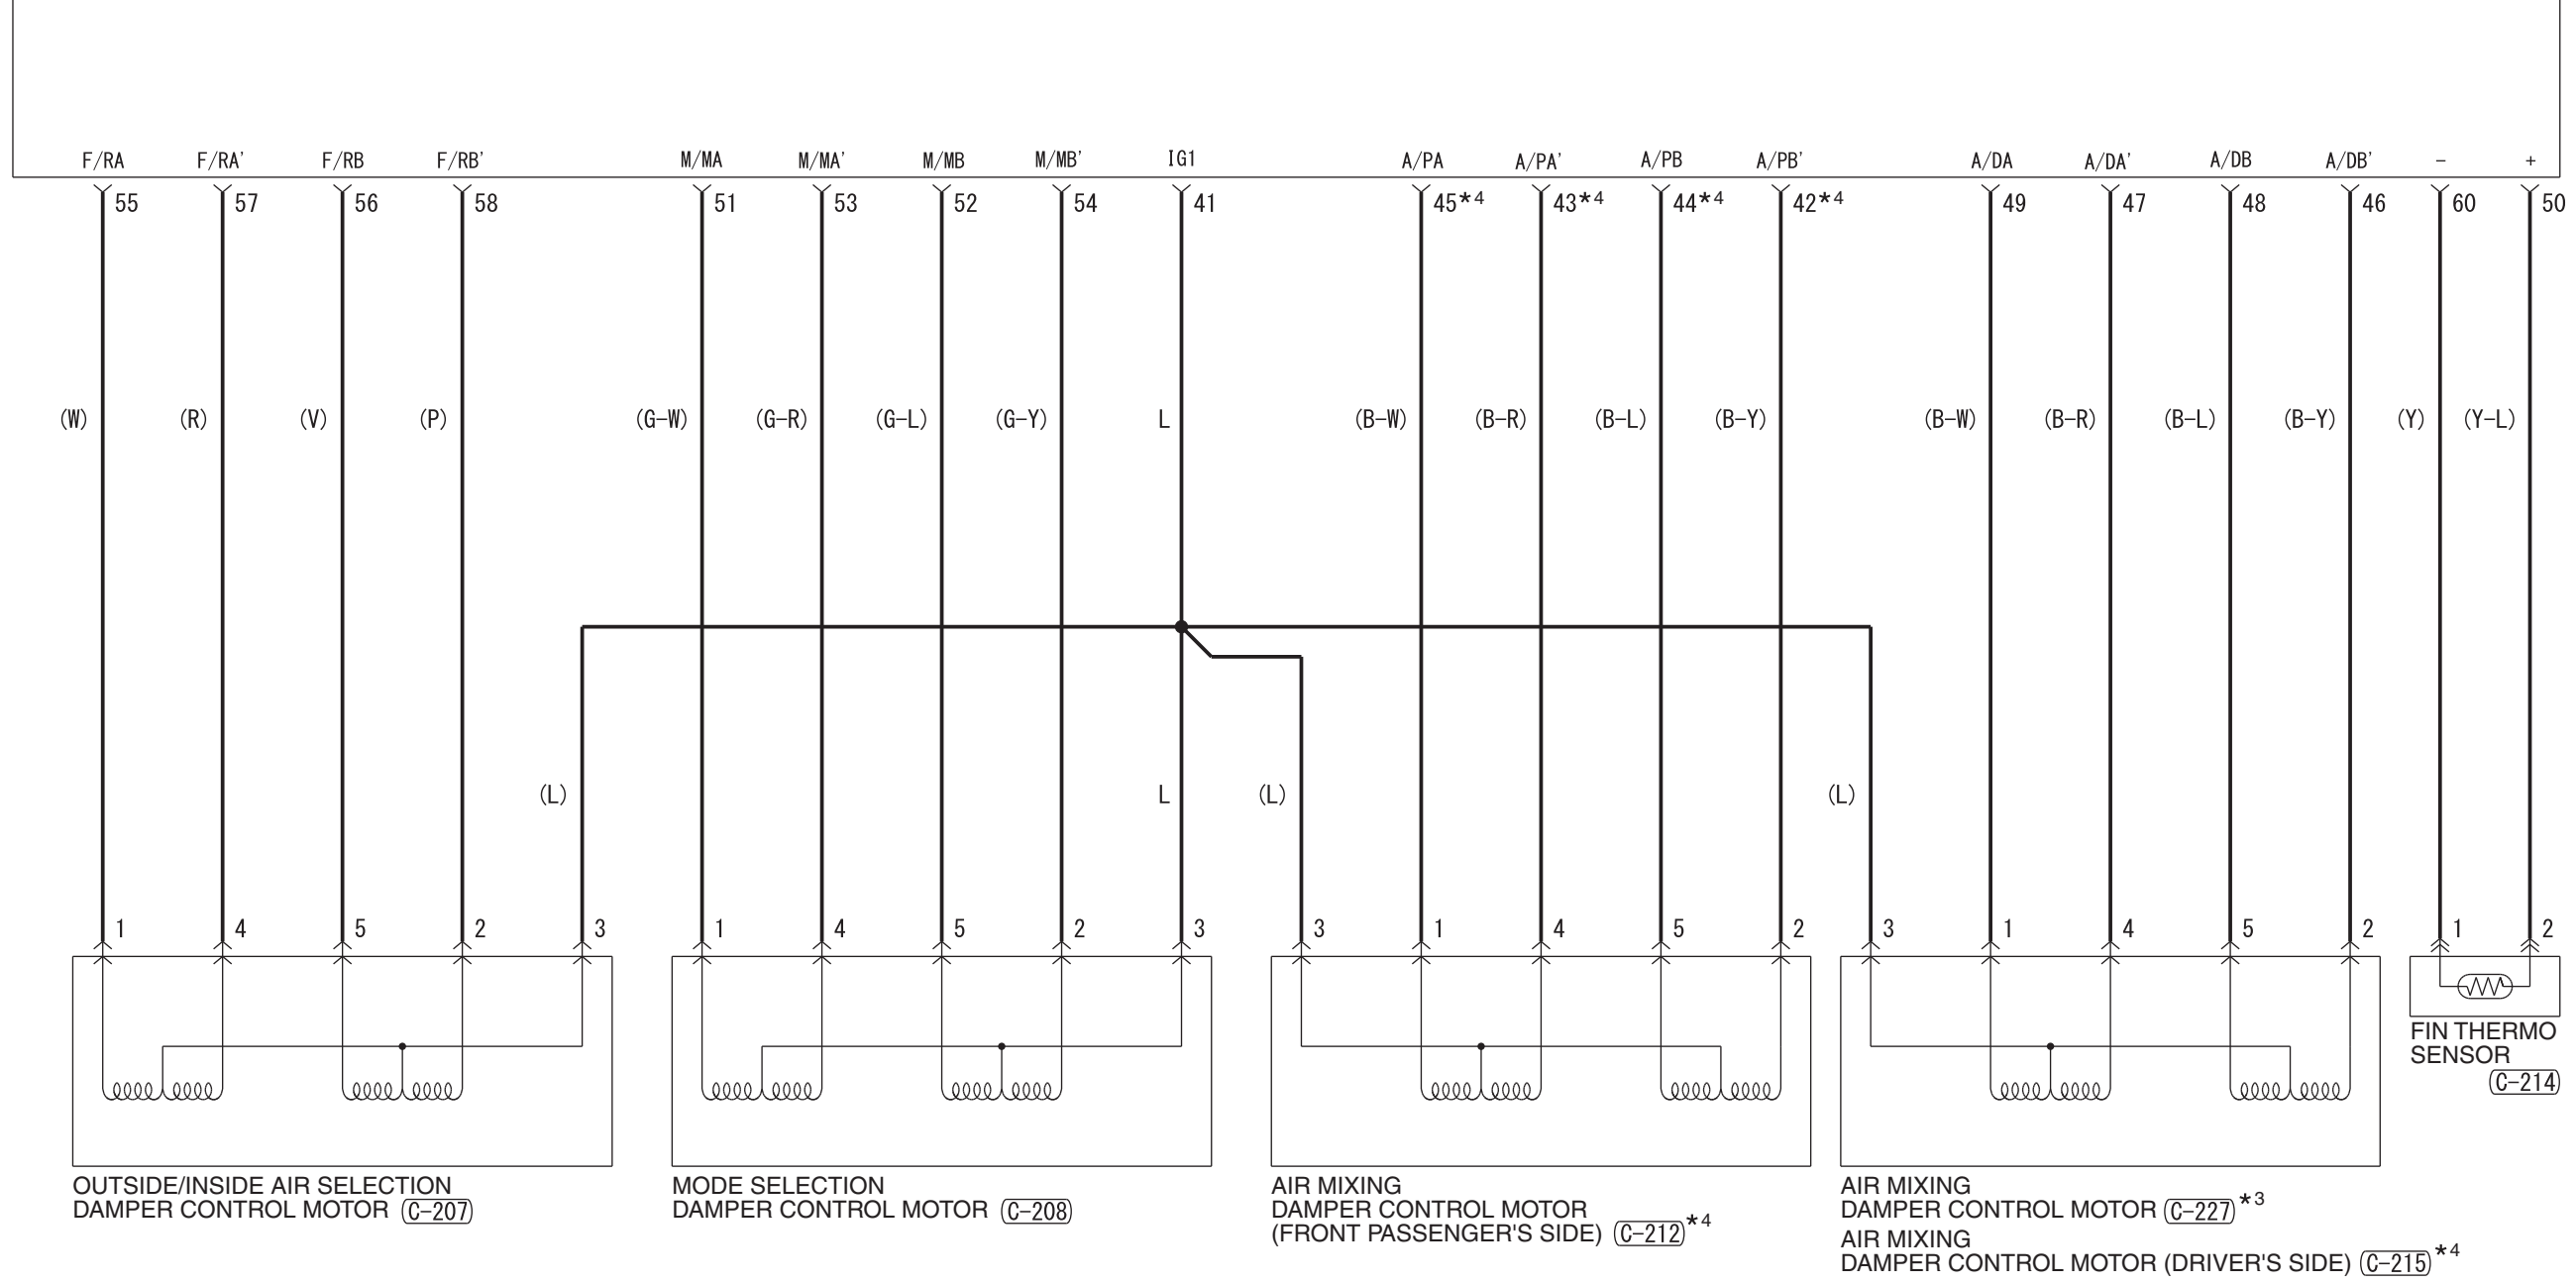 F/RA F/RA' F/RB F/RB' M/MA M/MA' M/MB M/MB' IG1 A/PA A/PA' A/PB A/PB' A/DA A/DA' A/DB A/DB' − +
55 57 56 58 51 53 52 54 41 45*4 43*4 44*4 42*4 49 47 48 46 60 50
(W) (R) (V) (P) (G-W) (G-R) (G-L) (G-Y) L (B-W) (B-R) (B-L) (B-Y) (B-W) (B-R) (B-L) (B-Y) (Y) (Y-L)
(L) L (L) (L)
1 4 5 2 3 1 4 5 2 3 3 1 4 5 2 3 1 4 5 2 1 2
FIN THERMO
SENSOR
C-214
OUTSIDE/INSIDE AIR SELECTION
DAMPER CONTROL MOTOR C-207
MODE SELECTION
DAMPER CONTROL MOTOR C-208
AIR MIXING
DAMPER CONTROL MOTOR
(FRONT PASSENGER'S SIDE) C-212 *4
AIR MIXING
DAMPER CONTROL MOTOR C-227 *3
AIR MIXING
DAMPER CONTROL MOTOR (DRIVER'S SIDE) C-215 *4